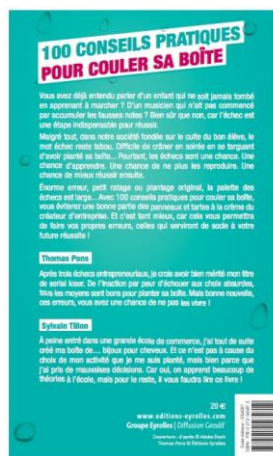 100 CONSEILS PRATIQUES
POUR COULER SA BOÎTE
Vous avez déjà entendu parler d'un enfant qui ne soit jamais tombé
en apprenant à marcher ? D'un musicien qui n'ait pas commencé
par accumuler les fausses notes ? Bien sûr que non, car l'échec est
une étape indispensable pour réussir.
Malgré tout, dans notre société fondée sur le culte du bon élève, le
mot échec reste tabou. Difficile de crâner en soirée en se targuant
d'avoir planté sa boîte... Pourtant, les échecs sont une chance. Une
chance d'apprendre. Une chance de ne plus les reproduire. Une
chance de mieux réussir ensuite.
Énorme erreur, petit ratage ou plantage original, la palette des
échecs est large... Avec 100 conseils pratiques pour couler sa boîte,
vous éviterez une bonne partie des panneaux et tartes à la crème du
créateur d'entreprise. Et c'est tant mieux, car cela vous permettra
de faire vos propres erreurs, celles qui serviront de socle à votre
future réussite !
Thomas Pons
Après trois échecs entrepreneuriaux, je crois avoir bien mérité mon titre
de serial loser. De l'inaction par peur d'échouer aux choix absurdes,
tous les moyens sont bons pour planter sa boîte. Mais bonne nouvelle,
ces erreurs, vous avez une chance de ne pas les vivre !
Sylvain Tillon
À peine entré dans une grande école de commerce, j'ai tout de suite
créé ma boîte de... bijoux pour cheveux. Et ce n'est pas à cause du
choix de mon activité que je me suis planté, mais bien parce que
j'ai pris de mauvaises décisions. Car oui, on apprend beaucoup de
théories à l'école, mais pour le reste, il vous faudra lire ce livre !
20 €
www.editions-eyrolles.com
Groupe Eyrolles | Diffusion Geodif
Couverture : d'après © Adobe Stock
Thomas Pons © Éditions Eyrolles